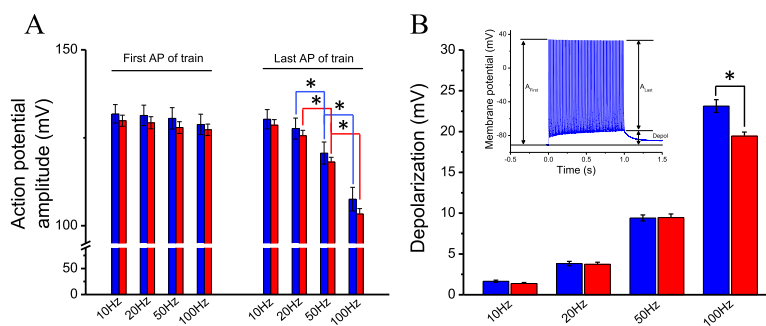 A
B
First AP of train
Last AP of train
Action potential
amplitude (mV)
150
100
50
0
* * * *
10Hz 20Hz 50Hz 100Hz
10Hz 20Hz 50Hz 100Hz
Depolarization (mV)
30
25
20
15
10
5
0
*
10Hz 20Hz 50Hz 100Hz
Membrane potential (mV)
40
0
-40
-80
AFirst
ALast
Depol
-0.5 0.0 0.5 1.0 1.5
Time (s)